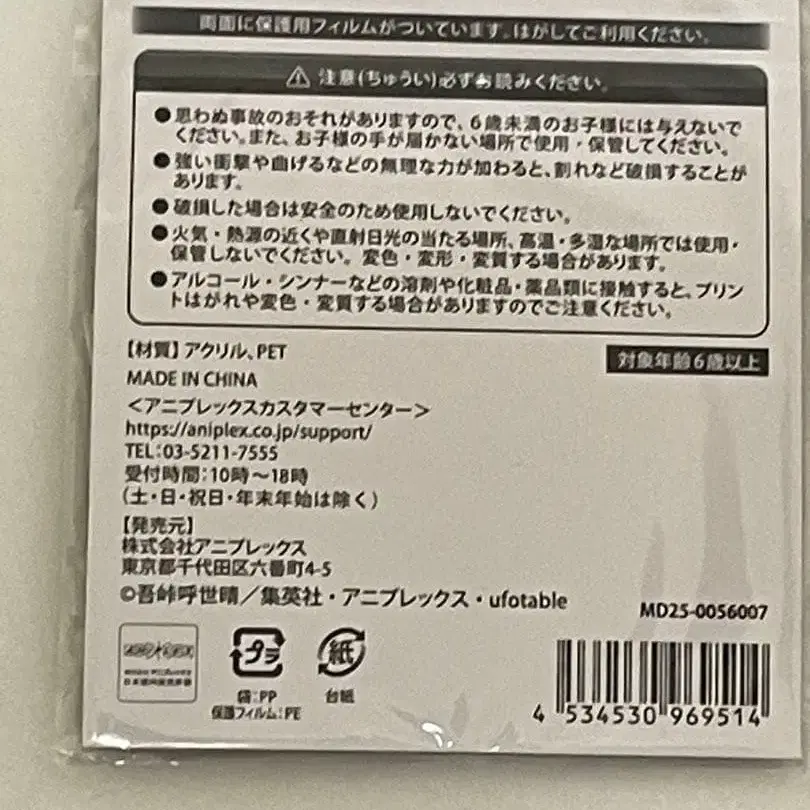 両面に保護用フィルムがついています。はがしてご利用ください。
⚠ 注意(ちゅうい)必ずお読みください。
●思わぬ事故のおそれがありますので、6歳未満のお子様には与えないで
ください。また、お子様の手が届かない場所で使用・保管してください。
●強い衝撃や曲げるなどの無理な力が加わると、割れなど破損することが
あります。
●破損した場合は安全のため使用しないでください。
●火気・熱源の近くや直射日光の当たる場所、高温・多湿な場所では使用・
保管しないでください。変色・変形・変質する場合があります。
●アルコール・シンナーなどの溶剤や化粧品・薬品類に接触すると、プリン
トはがれや変色・変質する場合がありますのでご注意ください。
【材質】アクリル、PET
対象年齢6歳以上
MADE IN CHINA
＜アニプレックスカスタマーセンター＞
https://aniplex.co.jp/support/
TEL:03-5211-7555
受付時間:10時〜18時
(土・日・祝日・年末年始は除く)
【発売元】
株式会社アニプレックス
東京都千代田区六番町4-5
©吾峠呼世晴／集英社・アニプレックス・ufotable
MD25-0056007
プラ
紙
袋:PP
台紙
保護フィルム:PE
4 534530 969514